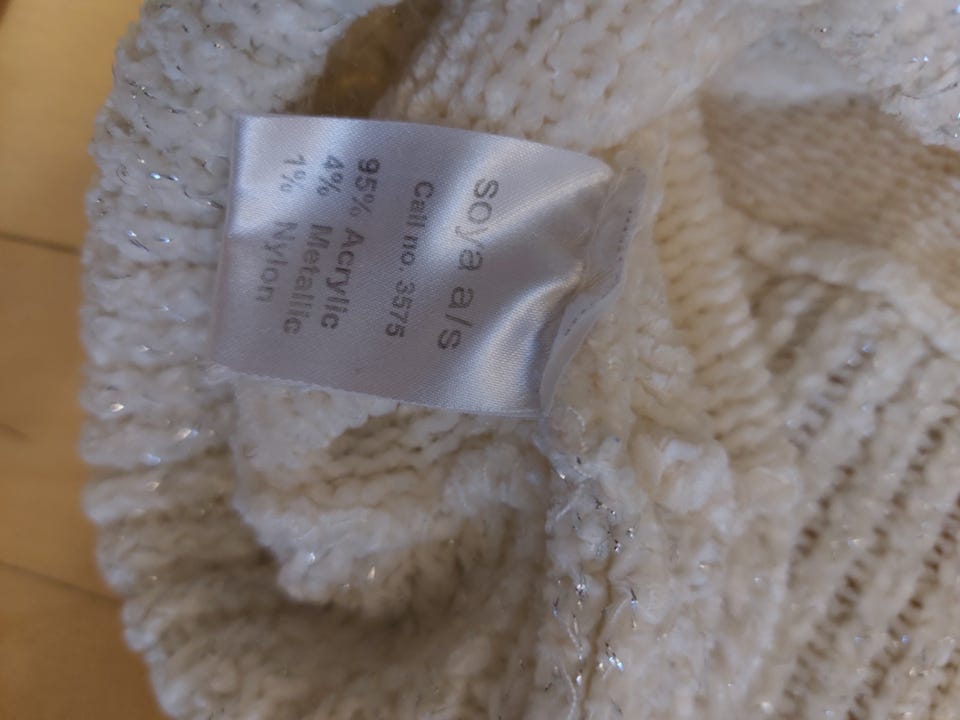 soya a/s
Call no. 3575
95% Acrylic
4% Metallic
1% Nylon